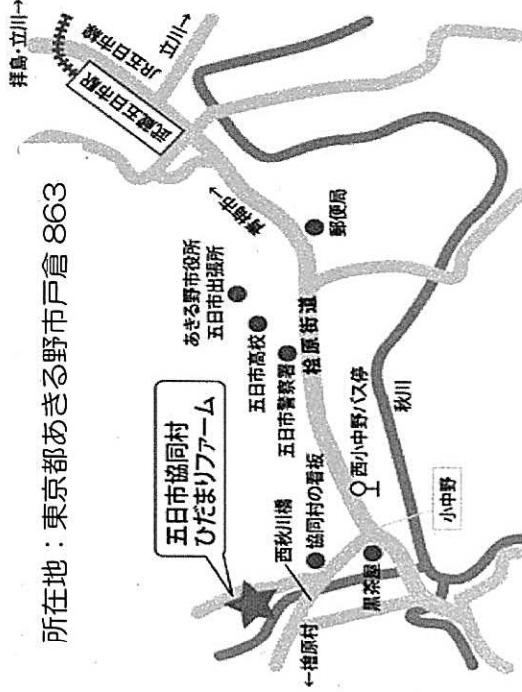 所在地：東京都あきる野市戸倉 863
拝島・立川→
JR五日市線
武蔵五日市駅
立川→
青梅市→
郵便局
あきる野市役所
五日市出張所
五日市高校
五日市警察署
檜原街道
五日市協同村
ひだまりファーム
西小中野バス停
秋川
協同村の看板
西秋川橋
小中野
黒茶屋
←檜原村